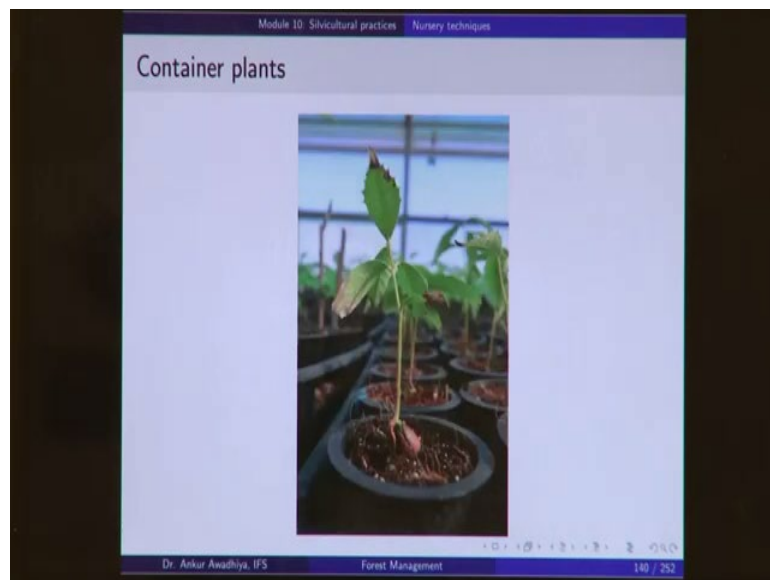 Module 10: Silvicultural practices Nursery techniques
Container plants
Dr. Ankur Awadhiya, IFS Forest Management 140 / 252